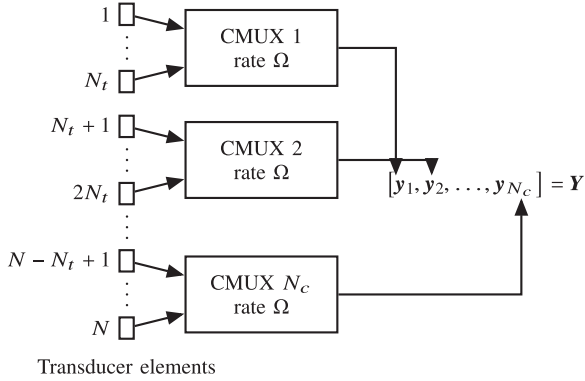 1
CMUX 1
rate Ω
N_t
N_t + 1
CMUX 2
rate Ω
2N_t
[y_1, y_2, . . . , y_{N_c}] = Y
N − N_t + 1
CMUX N_c
rate Ω
N
Transducer elements